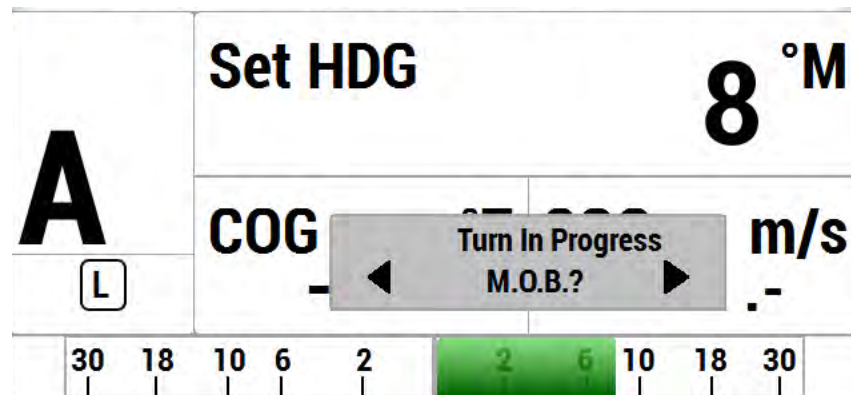 Set HDG
8 °M
A
COG
m/s
Turn In Progress
M.O.B.?
L
-
.-
30 18 10 6 2 2 6 10 18 30